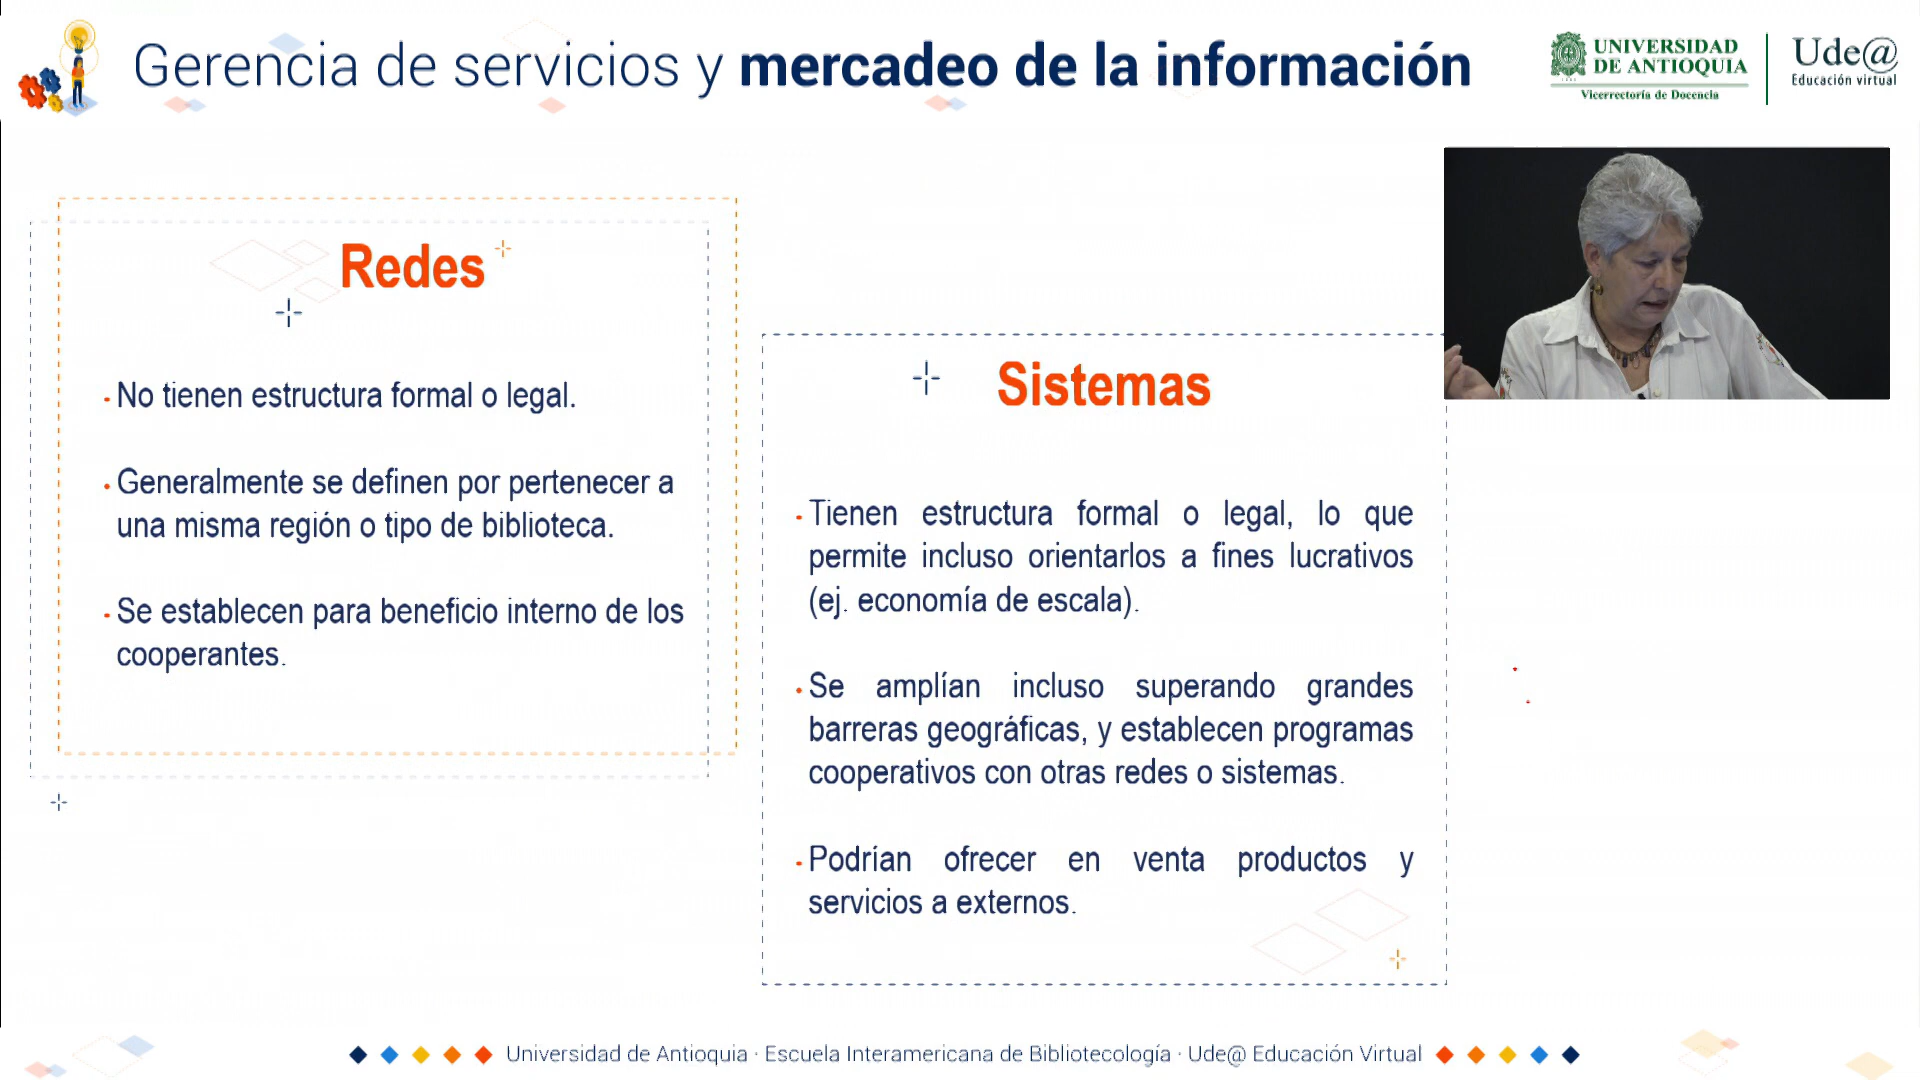 Gerencia de servicios y mercadeo de la información
UNIVERSIDAD
DE ANTIOQUIA
Vicerrectoría de Docencia
Ude@
Educación virtual
Redes
No tienen estructura formal o legal.
Generalmente se definen por pertenecer a
una misma región o tipo de biblioteca.
Se establecen para beneficio interno de los
cooperantes.
Sistemas
Tienen estructura formal o legal, lo que
permite incluso orientarlos a fines lucrativos
(ej. economía de escala).
Se amplían incluso superando grandes
barreras geográficas, y establecen programas
cooperativos con otras redes o sistemas.
Podrían ofrecer en venta productos y
servicios a externos.
Universidad de Antioquia · Escuela Interamericana de Bibliotecología · Ude@ Educación Virtual